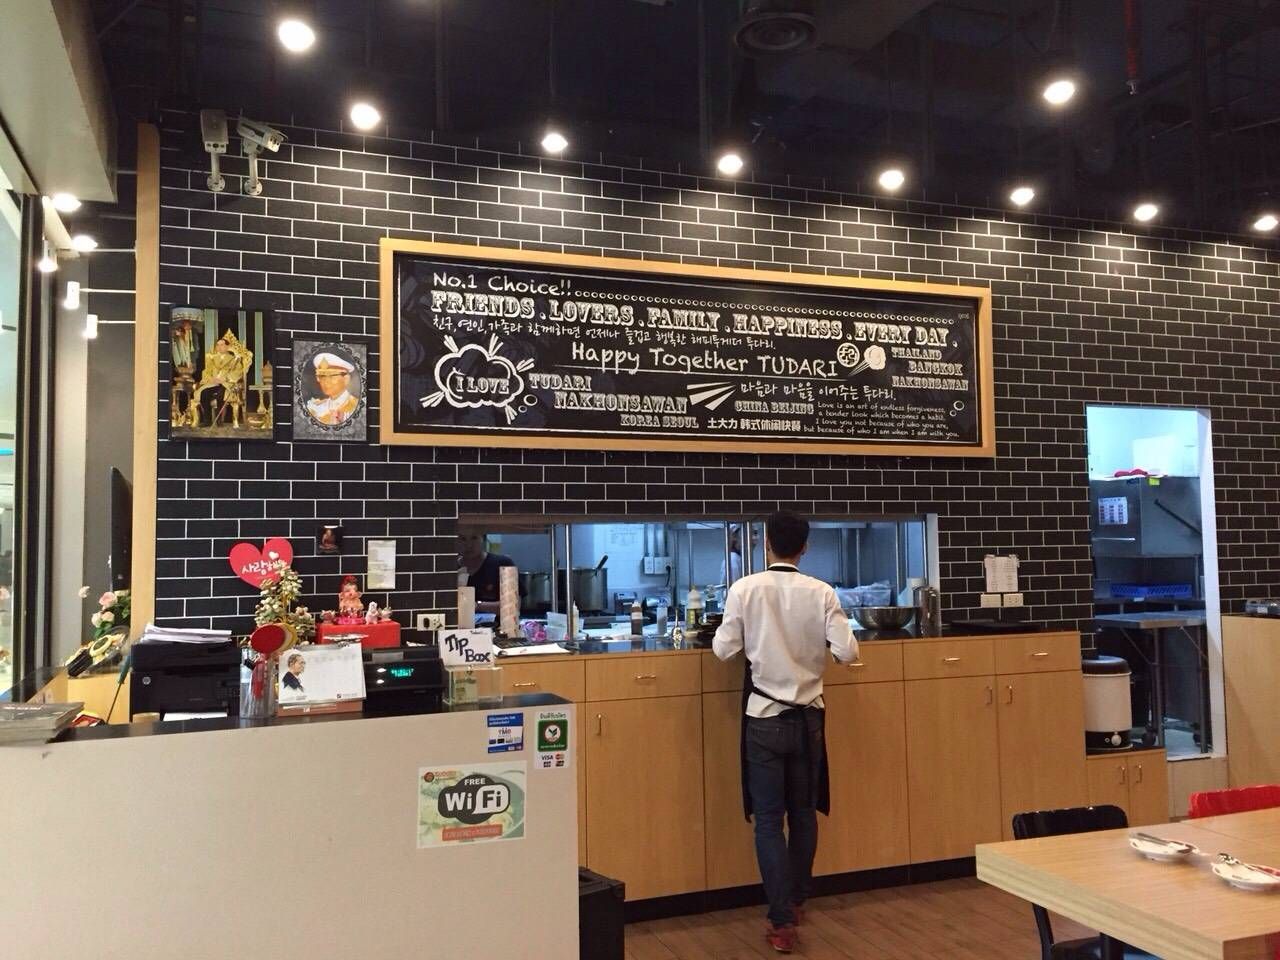 No.1 Choice!!
FRIENDS . LOVERS . FAMILY . HAPPINESS . EVERY DAY .
친구, 연인, 가족과 함께하면 언제나 즐겁고 행복한 해피투게더 투다리.
Happy Together TUDARI
THAILAND
BANGKOK
NAKHONSAWAN
I LOVE
TUDARI
NAKHONSAWAN
KOREA SEOUL
마음과 마음을 이어주는 투다리.
CHINA BEIJING
土大力 韩式休闲快餐
Love is an art of endless forgiveness,
a tender look which becomes a habit.
I love you not because of who you are,
but because of who I am when I am with you.
사랑해
TIP
BOX
TMB
VISA
FREE
WiFi